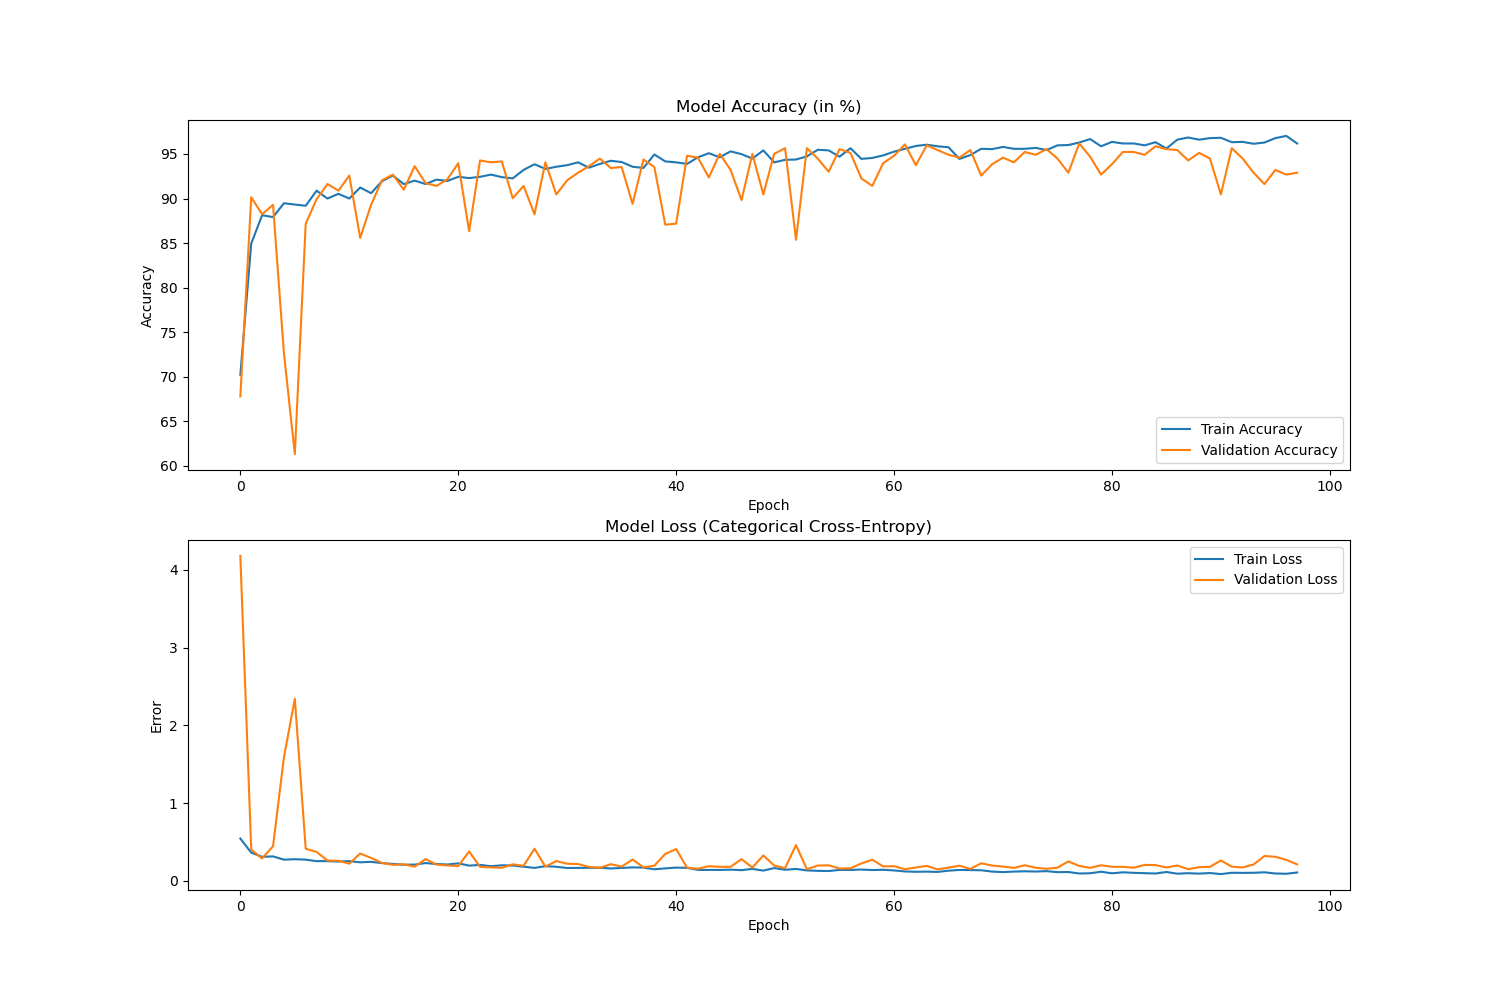 Model Accuracy (in %)
95
90
85
80
75
70
65
60
Accuracy
Train Accuracy
Validation Accuracy
0 20 40 60 80 100
Epoch
Model Loss (Categorical Cross-Entropy)
4
3
2
1
0
Error
Train Loss
Validation Loss
0 20 40 60 80 100
Epoch